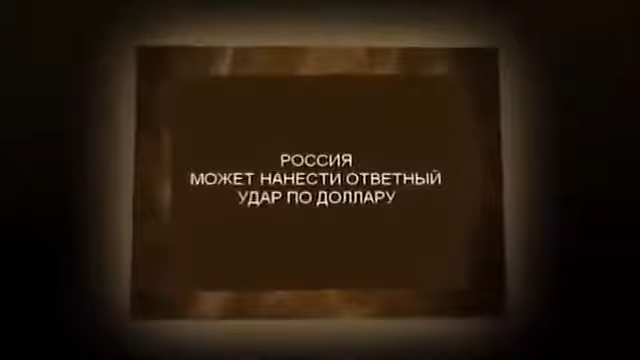 РОССИЯ
МОЖЕТ НАНЕСТИ ОТВЕТНЫЙ
УДАР ПО ДОЛЛАРУ